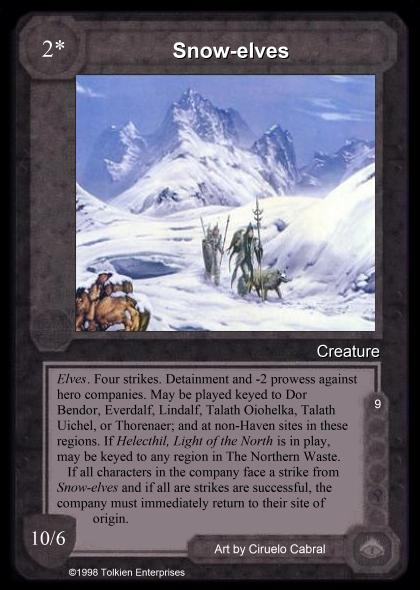 2*
Snow-elves
Creature
Elves. Four strikes. Detainment and -2 prowess against
hero companies. May be played keyed to Dor
Bendor, Everdalf, Lindalf, Talath Oiohelka, Talath
Uichel, or Thorenaer; and at non-Haven sites in these
regions. If Helecthil, Light of the North is in play,
may be keyed to any region in The Northern Waste.
If all characters in the company face a strike from
Snow-elves and if all are strikes are successful, the
company must immediately return to their site of
origin.
9
10/6
Art by Ciruelo Cabral
©1998 Tolkien Enterprises